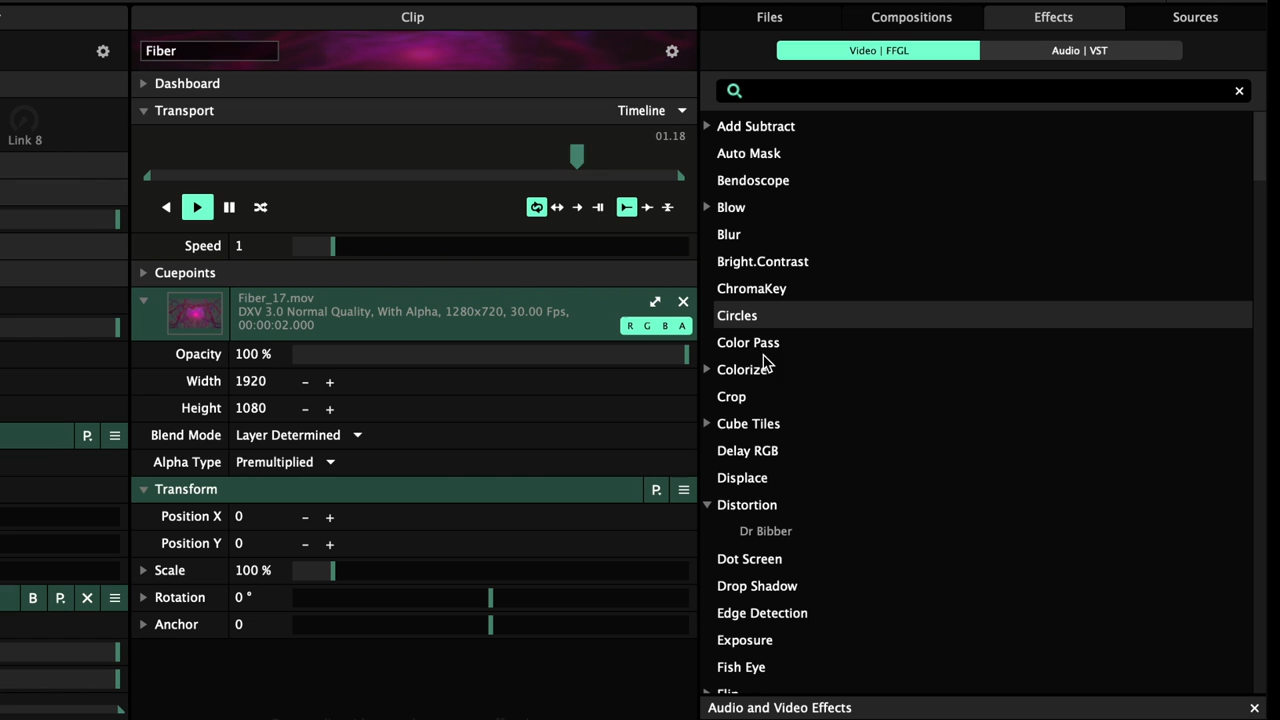 Clip
Files
Compositions
Effects
Sources
Fiber
Video | FFGL
Audio | VST
Dashboard
Transport
Timeline
01.18
Link 8
Speed 1
Cuepoints
Fiber_17.mov
DXV 3.0 Normal Quality, With Alpha, 1280x720, 30.00 Fps,
00:00:02.000
R G B A
Opacity 100 %
Width 1920 - +
Height 1080 - +
Blend Mode Layer Determined
Alpha Type Premultiplied
P.
Transform P.
Position X 0 - +
Position Y 0 - +
Scale 100 %
Rotation 0 °
Anchor 0
B P. X
Add Subtract
Auto Mask
Bendoscope
Blow
Blur
Bright.Contrast
ChromaKey
Circles
Color Pass
Colorize
Crop
Cube Tiles
Delay RGB
Displace
Distortion
Dr Bibber
Dot Screen
Drop Shadow
Edge Detection
Exposure
Fish Eye
Flip
Audio and Video Effects